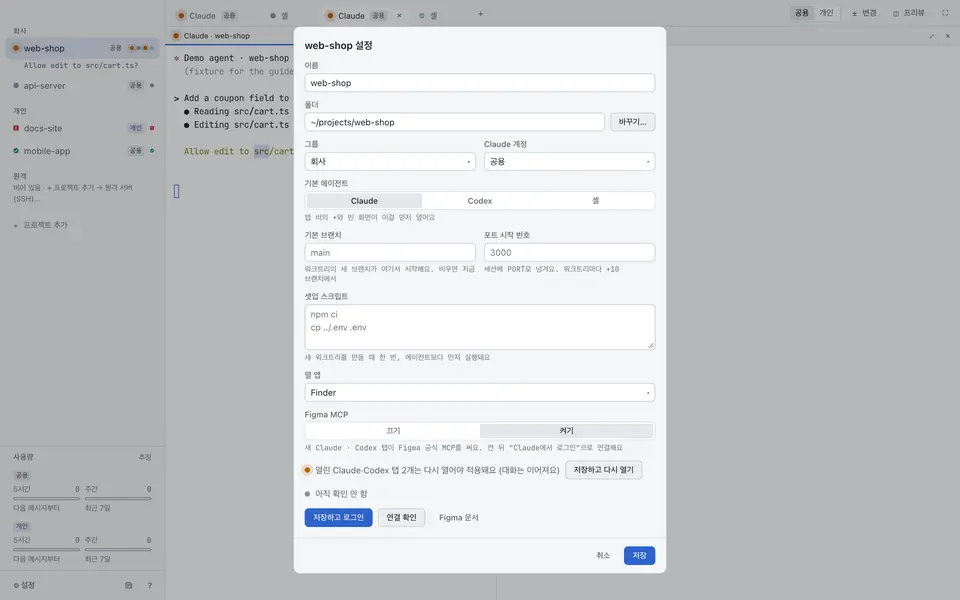 Claude 공용
셸
Claude 공용 ×
셸
+
공용 개인
변경
프리뷰
회사
web-shop 공용
Allow edit to src/cart.ts?
api-server 공용
개인
docs-site 개인
mobile-app 공용
원격
비어 있음 · + 프로젝트 추가 → 원격 서버
(SSH)…
+ 프로젝트 추가
사용량 추정
공용
5시간 0 주간 0
다음 메시지부터 최근 7일
개인
5시간 0 주간 0
다음 메시지부터 최근 7일
설정 ?
Claude · web-shop
* Demo agent · web-shop
(fixture for the guide
> Add a coupon field to
● Reading src/cart.ts
● Editing src/cart.ts
Allow edit to src/cart
web-shop 설정
이름
web-shop
폴더
~/projects/web-shop
바꾸기…
그룹
회사
Claude 계정
공용
기본 에이전트
Claude Codex 셸
탭 바의 +와 빈 화면이 이걸 먼저 열어요
기본 브랜치
main
워크트리의 새 브랜치가 여기서 시작해요. 비우면 지금
브랜치에서
포트 시작 번호
3000
세션에 PORT로 넘겨요. 워크트리마다 +10
셋업 스크립트
npm ci
cp ../.env .env
새 워크트리를 만들 때 한 번, 에이전트보다 먼저 실행돼요
열 앱
Finder
Figma MCP
끄기 켜기
새 Claude · Codex 탭이 Figma 공식 MCP를 써요. 켠 뒤 "Claude에서 로그인"으로 연결해요
열린 Claude·Codex 탭 2개는 다시 열어야 적용돼요 (대화는 이어져요) 저장하고 다시 열기
아직 확인 안 함
저장하고 로그인 연결 확인 Figma 문서
취소 저장